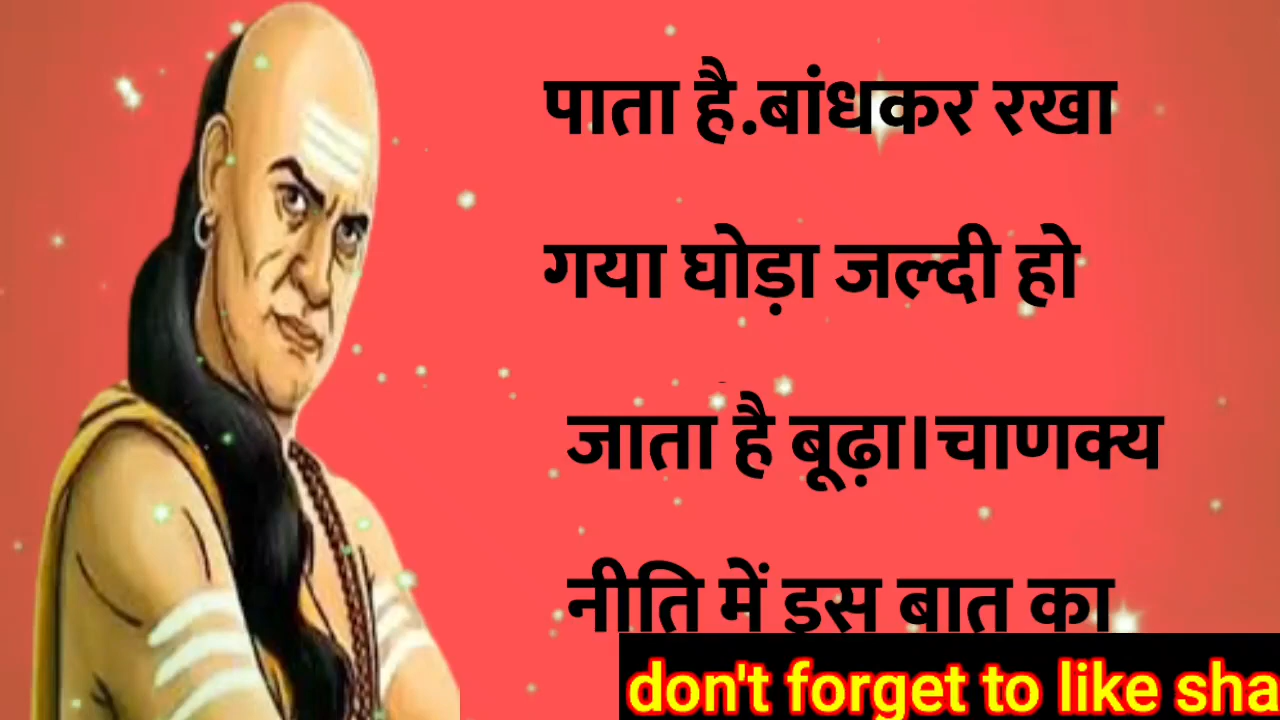 पाता है.बांधकर रखा
गया घोड़ा जल्दी हो
जाता है बूढ़ा।चाणक्य
नीति में इस बात का
don't forget to like sha